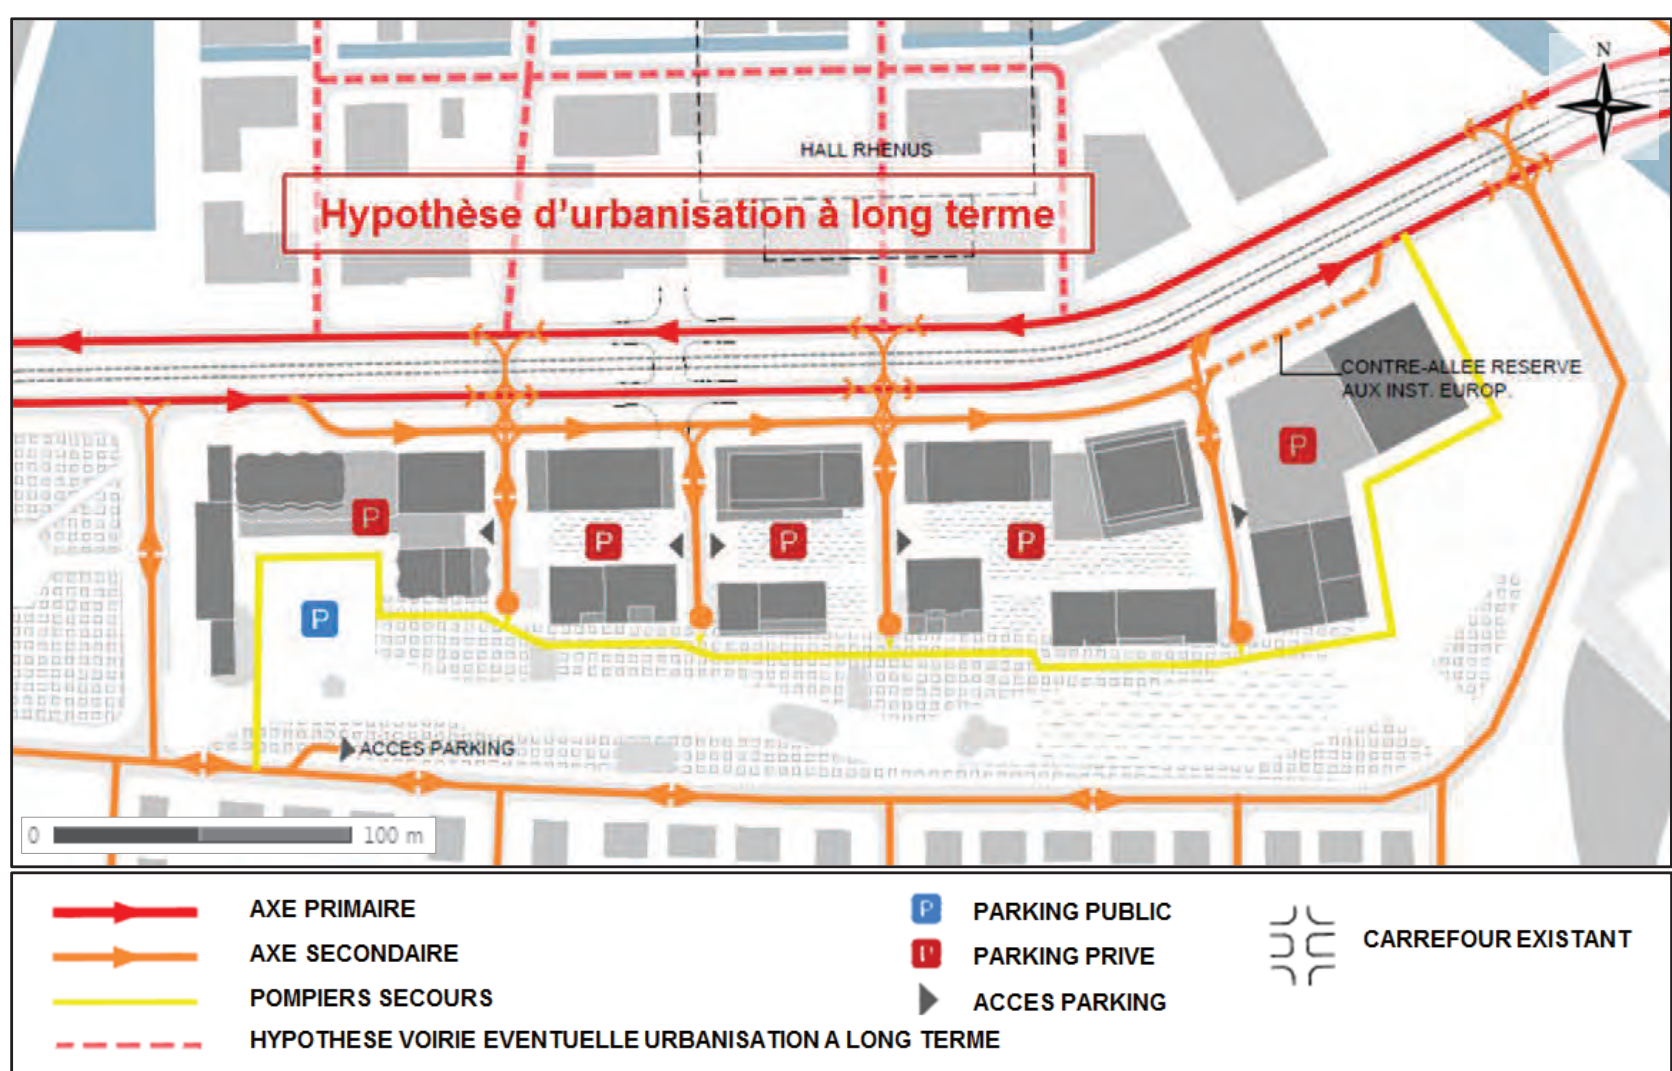 N
HALL RHENUS
Hypothèse d'urbanisation à long terme
CONTRE-ALLEE RESERVE
AUX INST. EUROP.
P
P
P
P
P
P
ACCES PARKING
0 100 m
AXE PRIMAIRE
AXE SECONDAIRE
POMPIERS SECOURS
HYPOTHESE VOIRIE EVENTUELLE URBANISATION A LONG TERME
P PARKING PUBLIC
P PARKING PRIVE
ACCES PARKING
CARREFOUR EXISTANT